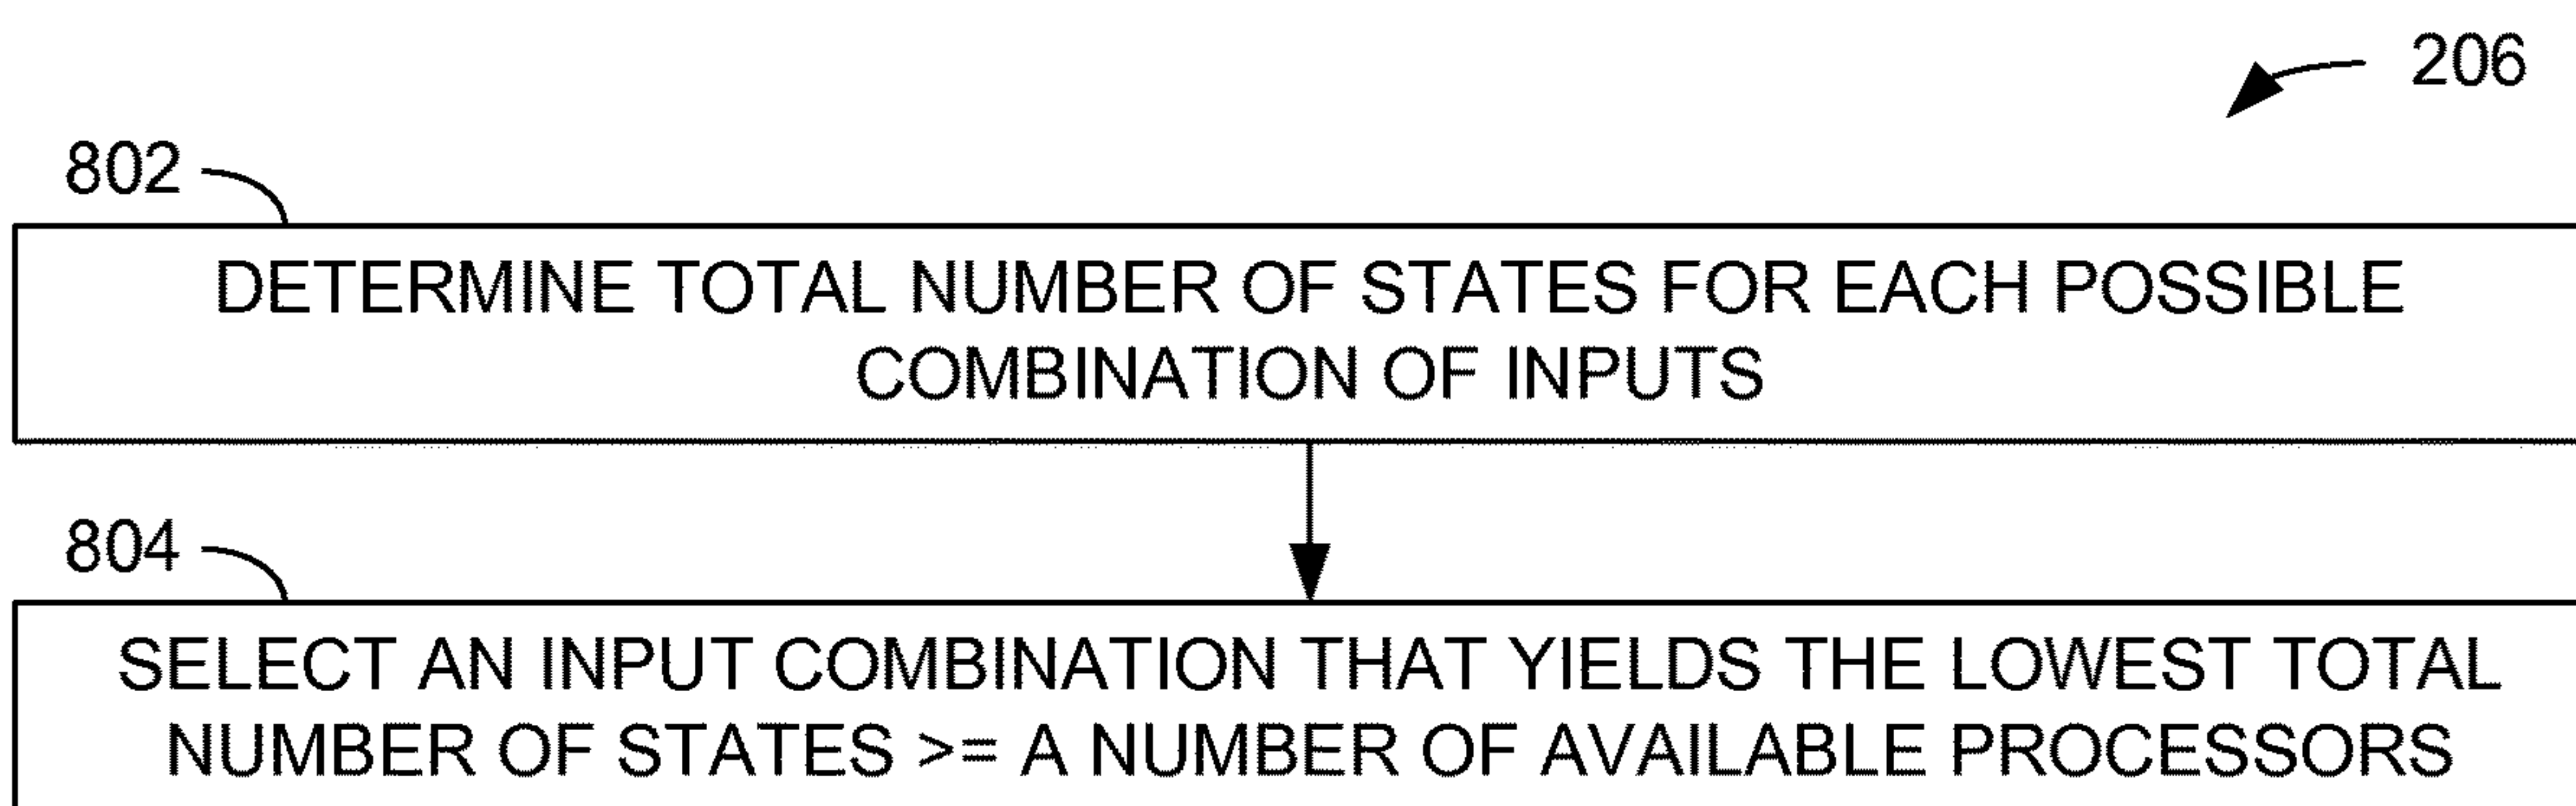 206
802
DETERMINE TOTAL NUMBER OF STATES FOR EACH POSSIBLE
COMBINATION OF INPUTS
804
SELECT AN INPUT COMBINATION THAT YIELDS THE LOWEST TOTAL
NUMBER OF STATES >= A NUMBER OF AVAILABLE PROCESSORS